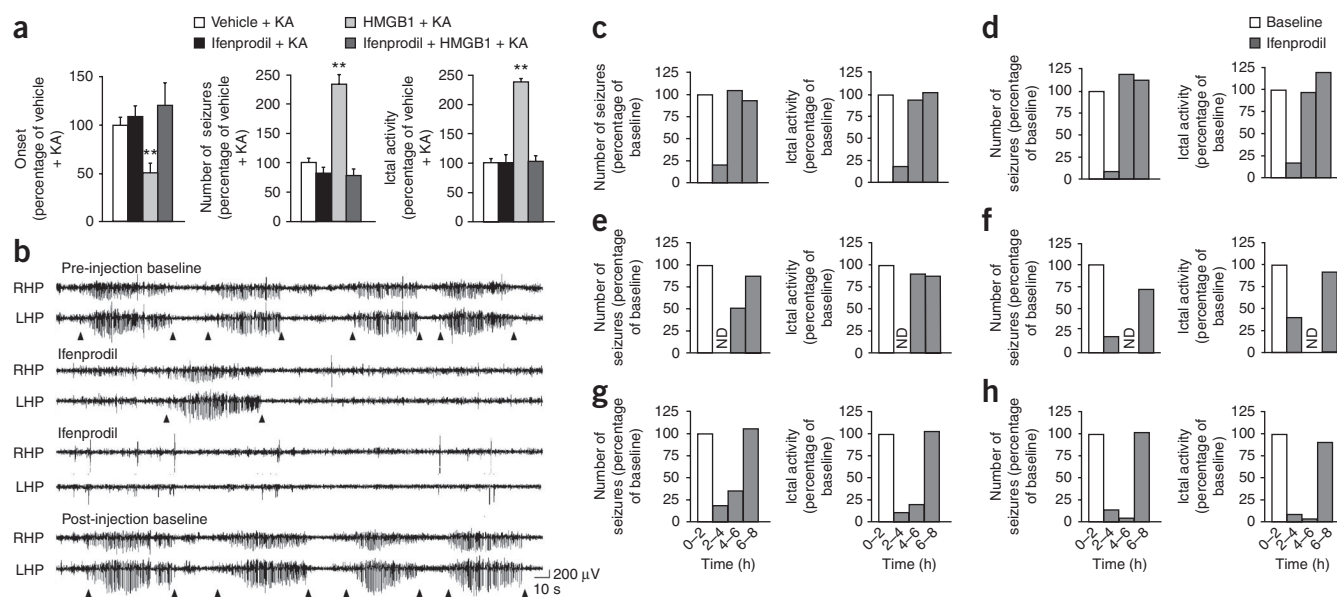 a
Vehicle + KA
Ifenprodil + KA
HMGB1 + KA
Ifenprodil + HMGB1 + KA
Onset
(percentage of vehicle
+ KA)
150
100
50
0
**
Number of seizures
(percentage of vehicle
+ KA)
250
200
150
100
50
0
**
Ictal activity
(percentage of vehicle
+ KA)
250
200
150
100
50
0
**
b
Pre-injection baseline
RHP
LHP
Ifenprodil
RHP
LHP
Ifenprodil
RHP
LHP
Post-injection baseline
RHP
LHP
200 µV
10 s
c
Number of seizures
(percentage of
baseline)
125
100
75
50
25
0
Ictal activity
(percentage of
baseline)
125
100
75
50
25
0
d
Baseline
Ifenprodil
Number of
seizures (percentage
of baseline)
125
100
75
50
25
0
Ictal activity
(percentage of
baseline)
125
100
75
50
25
0
e
Number of
seizures (percentage
of baseline)
125
100
75
50
25
0
ND
Ictal activity
(percentage of
baseline)
125
100
75
50
25
0
ND
f
Number of
seizures (percentage
of baseline)
125
100
75
50
25
0
ND
Ictal activity
(percentage of
baseline)
125
100
75
50
25
0
ND
g
Number of
seizures (percentage
of baseline)
125
100
75
50
25
0
0–2
2–4
4–6
6–8
Time (h)
Ictal activity
(percentage of
baseline)
125
100
75
50
25
0
0–2
2–4
4–6
6–8
Time (h)
h
Number of
seizures (percentage
of baseline)
125
100
75
50
25
0
0–2
2–4
4–6
6–8
Time (h)
Ictal activity
(percentage of
baseline)
125
100
75
50
25
0
0–2
2–4
4–6
6–8
Time (h)